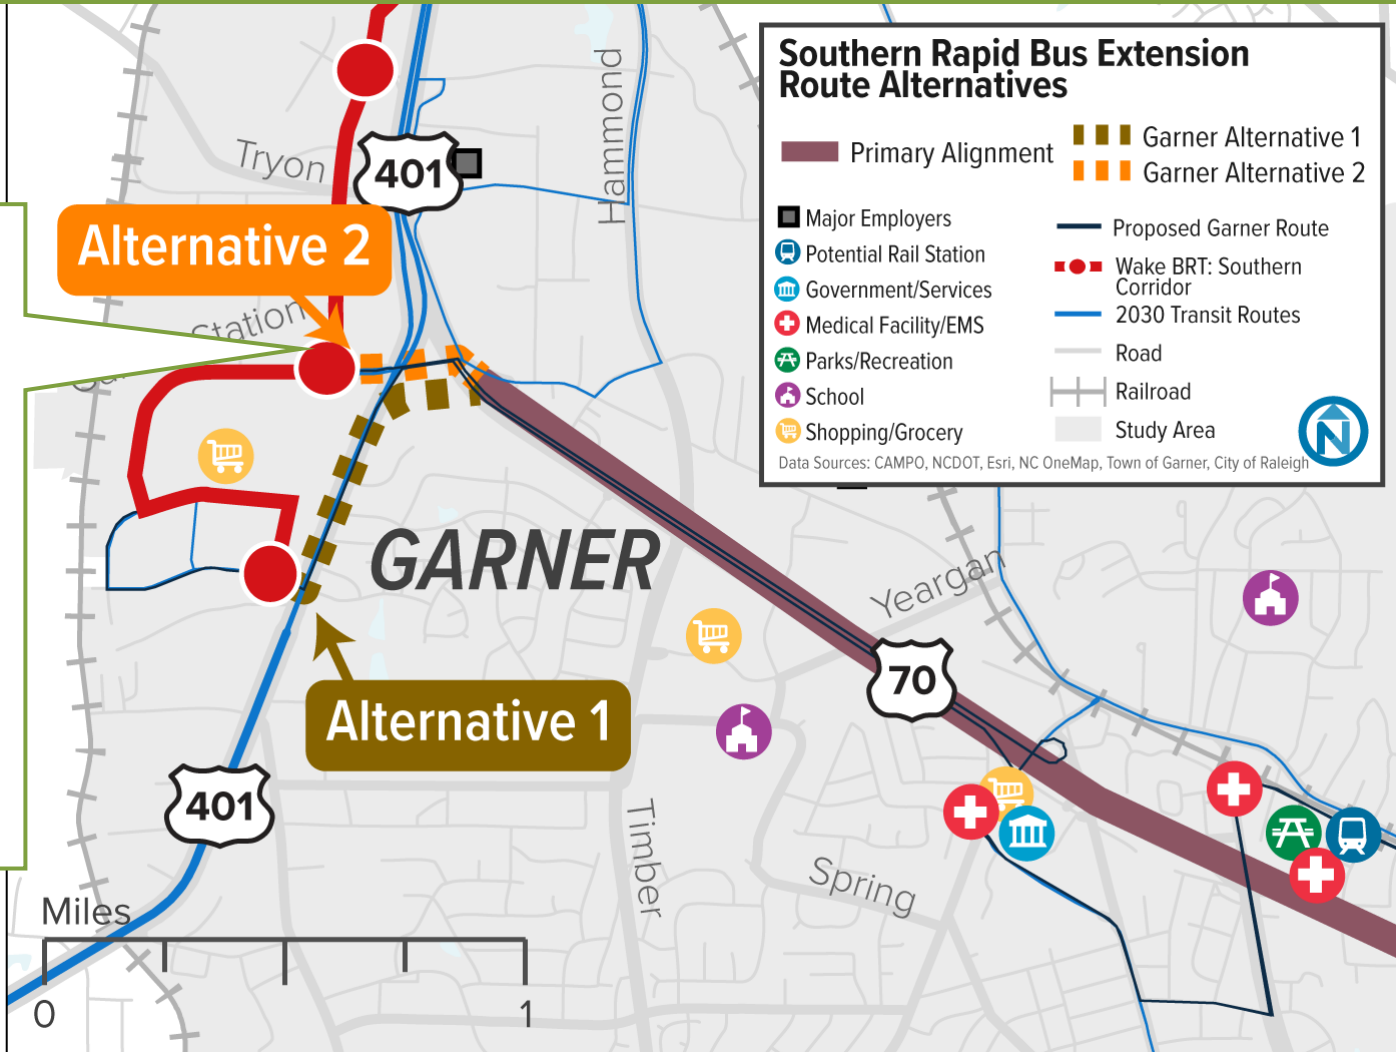 Southern Rapid Bus Extension
Route Alternatives
Primary Alignment
Garner Alternative 1
Garner Alternative 2
Major Employers
Potential Rail Station
Government/Services
Medical Facility/EMS
Parks/Recreation
School
Shopping/Grocery
Proposed Garner Route
Wake BRT: Southern
Corridor
2030 Transit Routes
Road
Railroad
Study Area
N
Data Sources: CAMPO, NCDOT, Esri, NC OneMap, Town of Garner, City of Raleigh
Hammond
Tryon
401
Alternative 2
Station
GARNER
Yeargan
70
Alternative 1
401
Timber
Spring
Miles
0
1